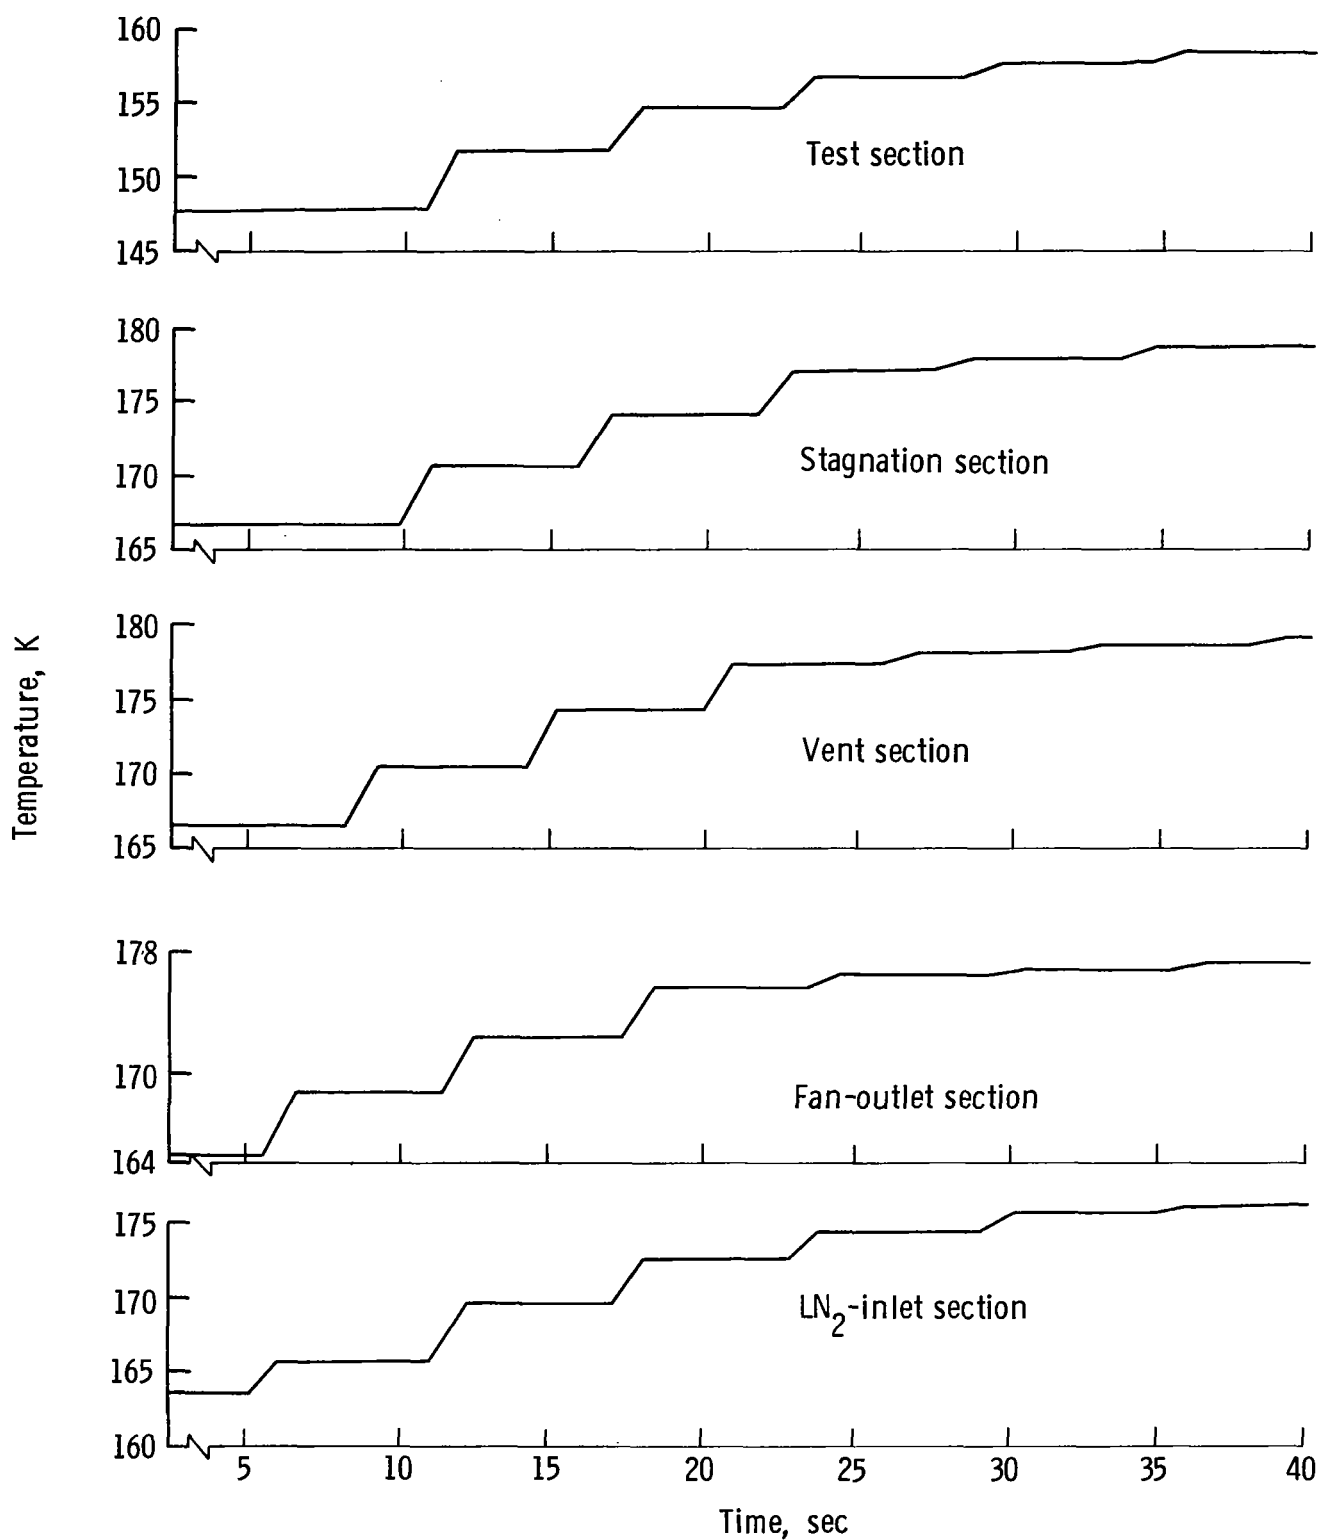 160
155
150
145
Test section
180
175
170
165
Stagnation section
Temperature, K
180
175
170
165
Vent section
178
170
164
Fan-outlet section
175
170
165
160
LN2-inlet section
5 10 15 20 25 30 35 40
Time, sec